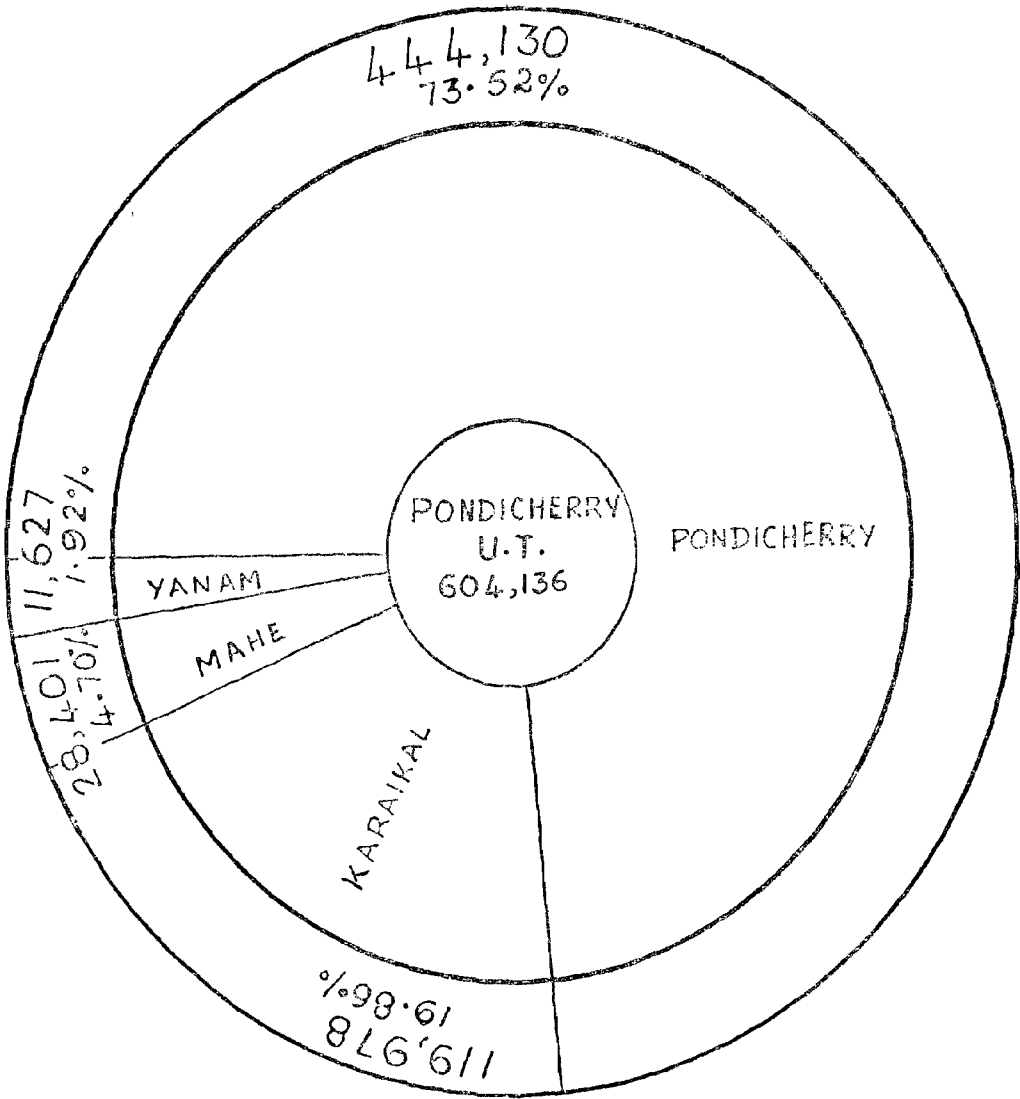 444,130
73.52%
PONDICHERRY
U.T.
604,136
PONDICHERRY
11,627
1.92%
YANAM
28,401
4.70%
MAHE
KARAIKAL
19.86%
119,978